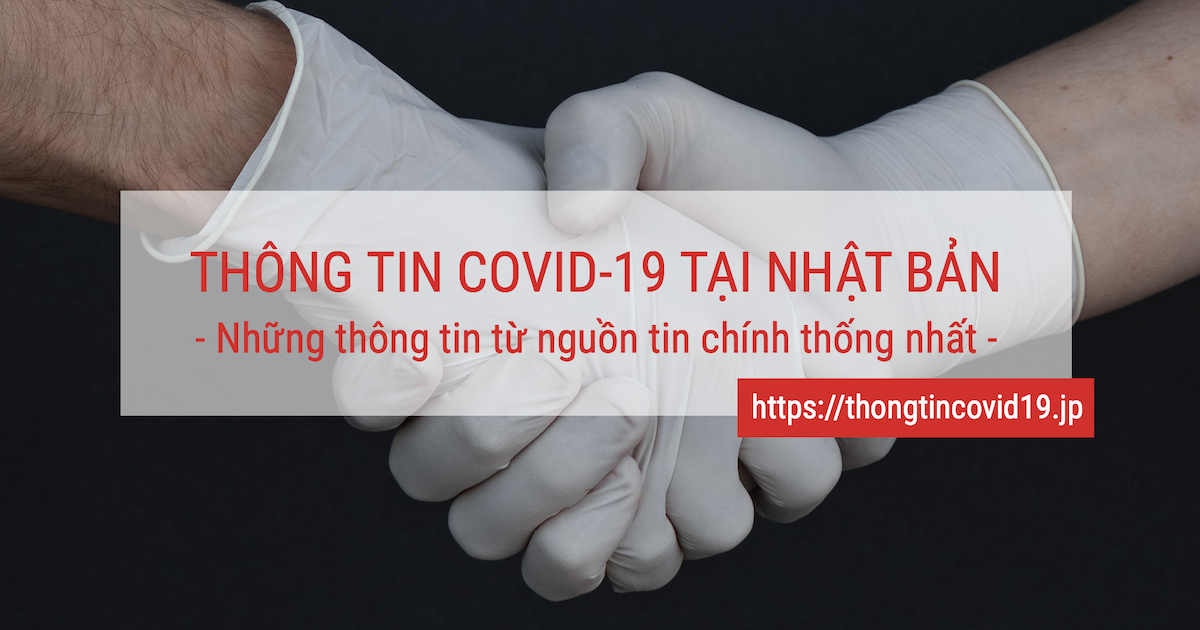 THÔNG TIN COVID-19 TẠI NHẬT BẢN
- Những thông tin từ nguồn tin chính thống nhất -
https://thongtincovid19.jp